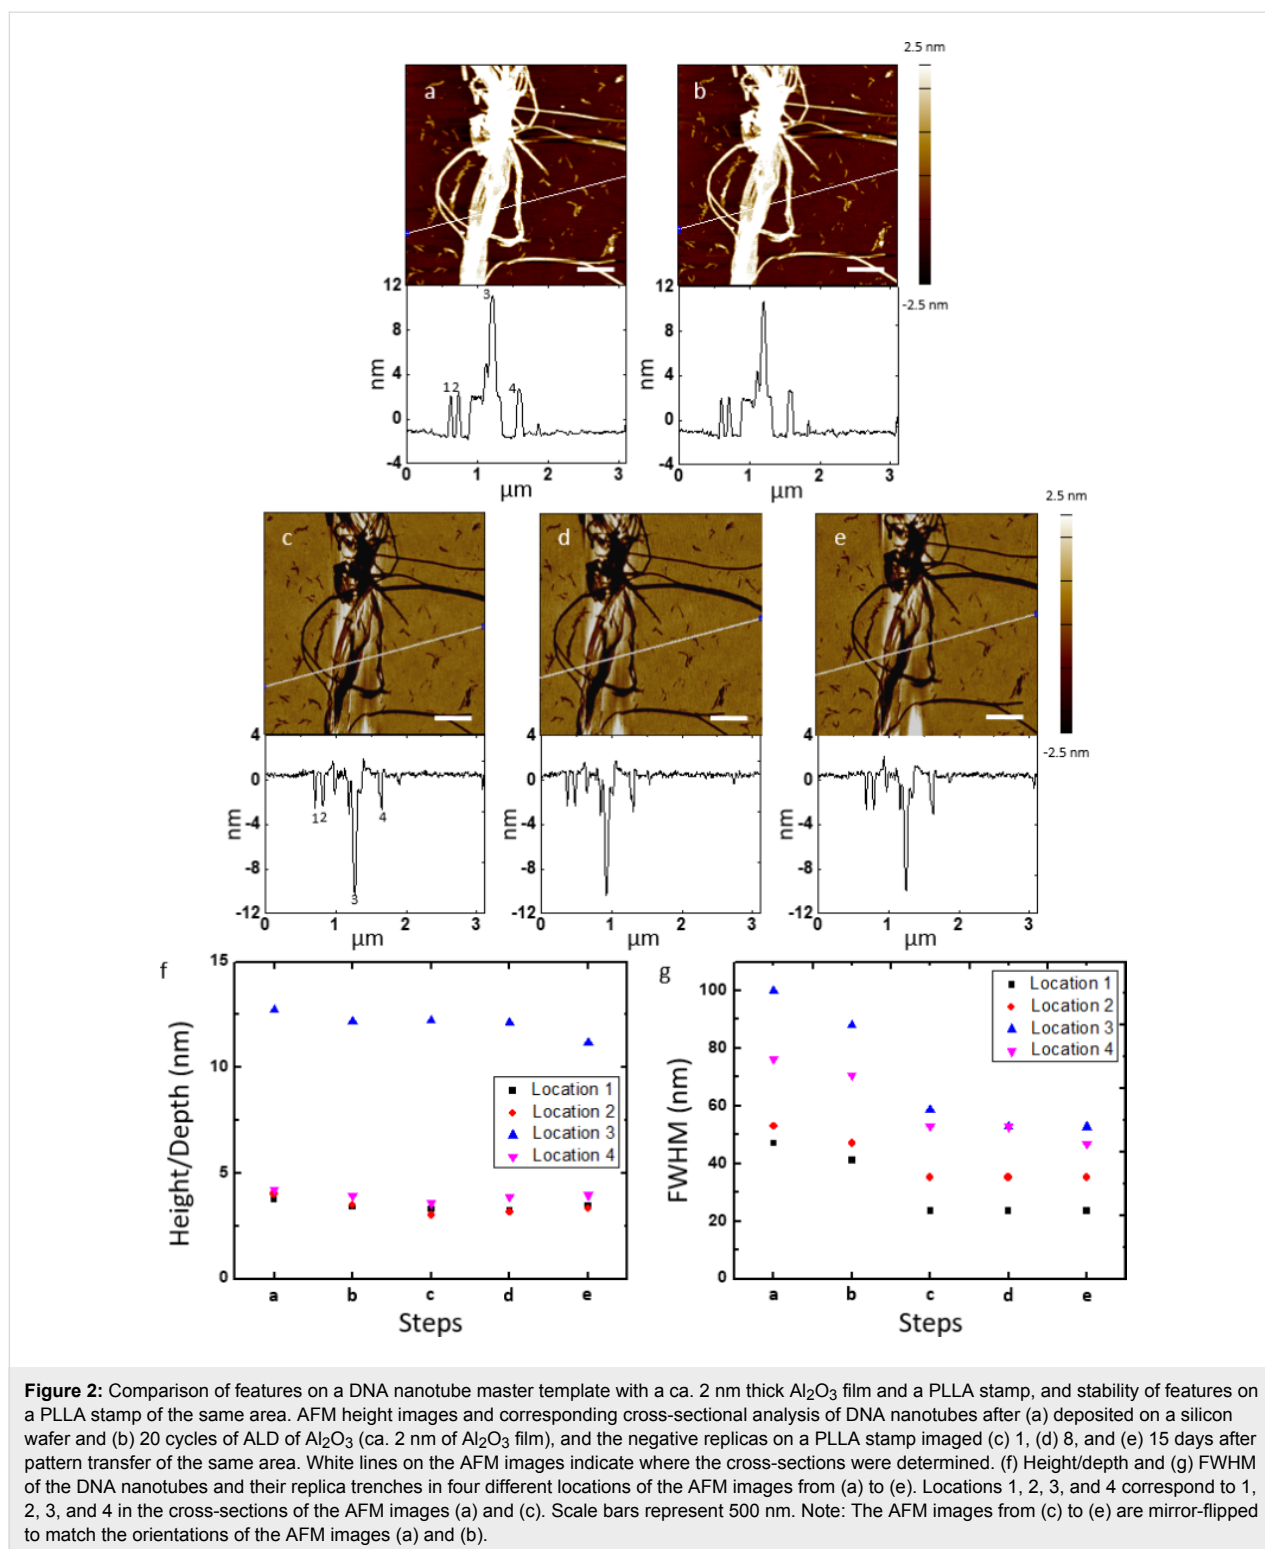 2.5 nm
a
b
-2.5 nm
12
8
4
0
-4
nm
3
12
4
0
1
2
3
µm
12
8
4
0
-4
nm
0
1
2
3
µm
2.5 nm
c
d
e
-2.5 nm
4
0
-4
-8
-12
nm
12
3
4
0
1
2
3
µm
4
0
-4
-8
-12
nm
0
1
2
3
µm
4
0
-4
-8
-12
nm
0
1
2
3
µm
f
15
10
5
0
Height/Depth (nm)
Location 1
Location 2
Location 3
Location 4
a b c d e
Steps
g
100
80
60
40
20
0
FWHM (nm)
Location 1
Location 2
Location 3
Location 4
a b c d e
Steps
Figure 2: Comparison of features on a DNA nanotube master template with a ca. 2 nm thick Al₂O₃ film and a PLLA stamp, and stability of features on
a PLLA stamp of the same area. AFM height images and corresponding cross-sectional analysis of DNA nanotubes after (a) deposited on a silicon
wafer and (b) 20 cycles of ALD of Al₂O₃ (ca. 2 nm of Al₂O₃ film), and the negative replicas on a PLLA stamp imaged (c) 1, (d) 8, and (e) 15 days after
pattern transfer of the same area. White lines on the AFM images indicate where the cross-sections were determined. (f) Height/depth and (g) FWHM
of the DNA nanotubes and their replica trenches in four different locations of the AFM images from (a) to (e). Locations 1, 2, 3, and 4 correspond to 1,
2, 3, and 4 in the cross-sections of the AFM images (a) and (c). Scale bars represent 500 nm. Note: The AFM images from (c) to (e) are mirror-flipped
to match the orientations of the AFM images (a) and (b).